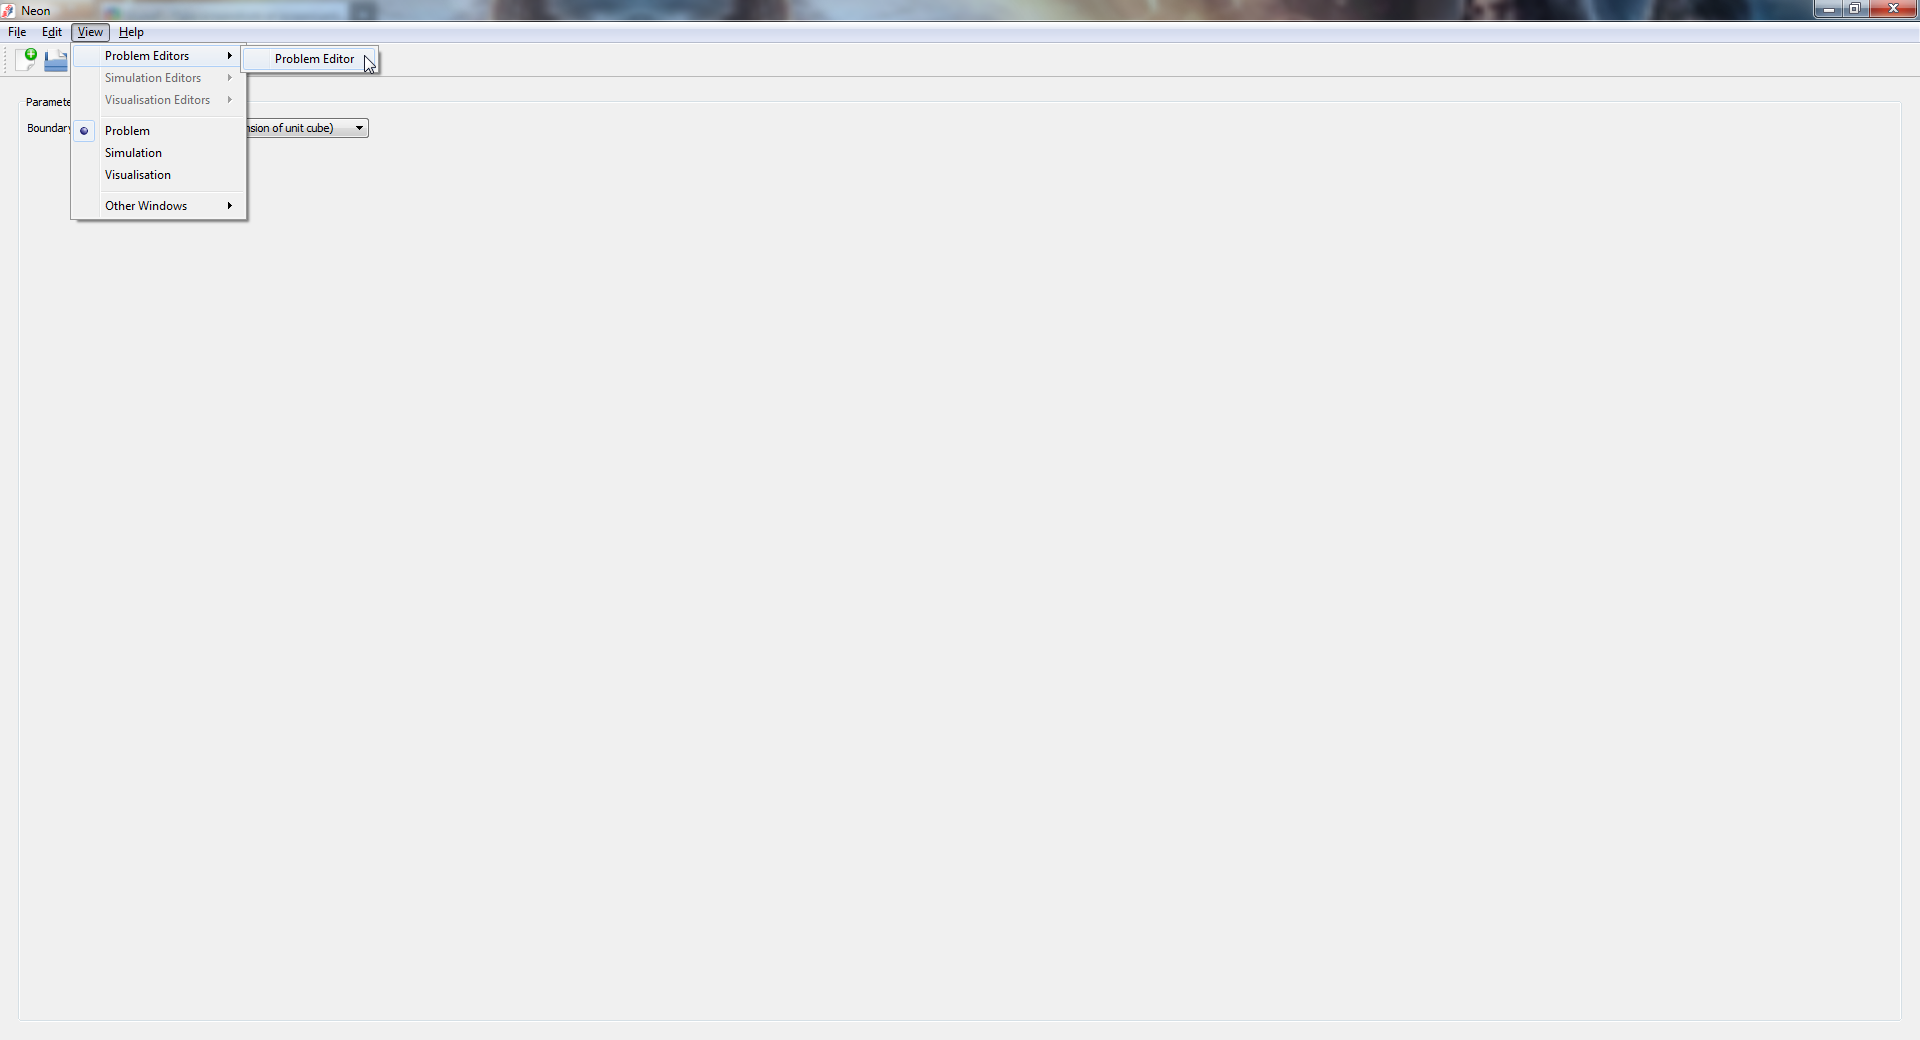 Neon
File Edit View Help
Problem Editors
Problem Editor
Simulation Editors
Visualisation Editors
Paramete
Boundary
nsion of unit cube)
Problem
Simulation
Visualisation
Other Windows